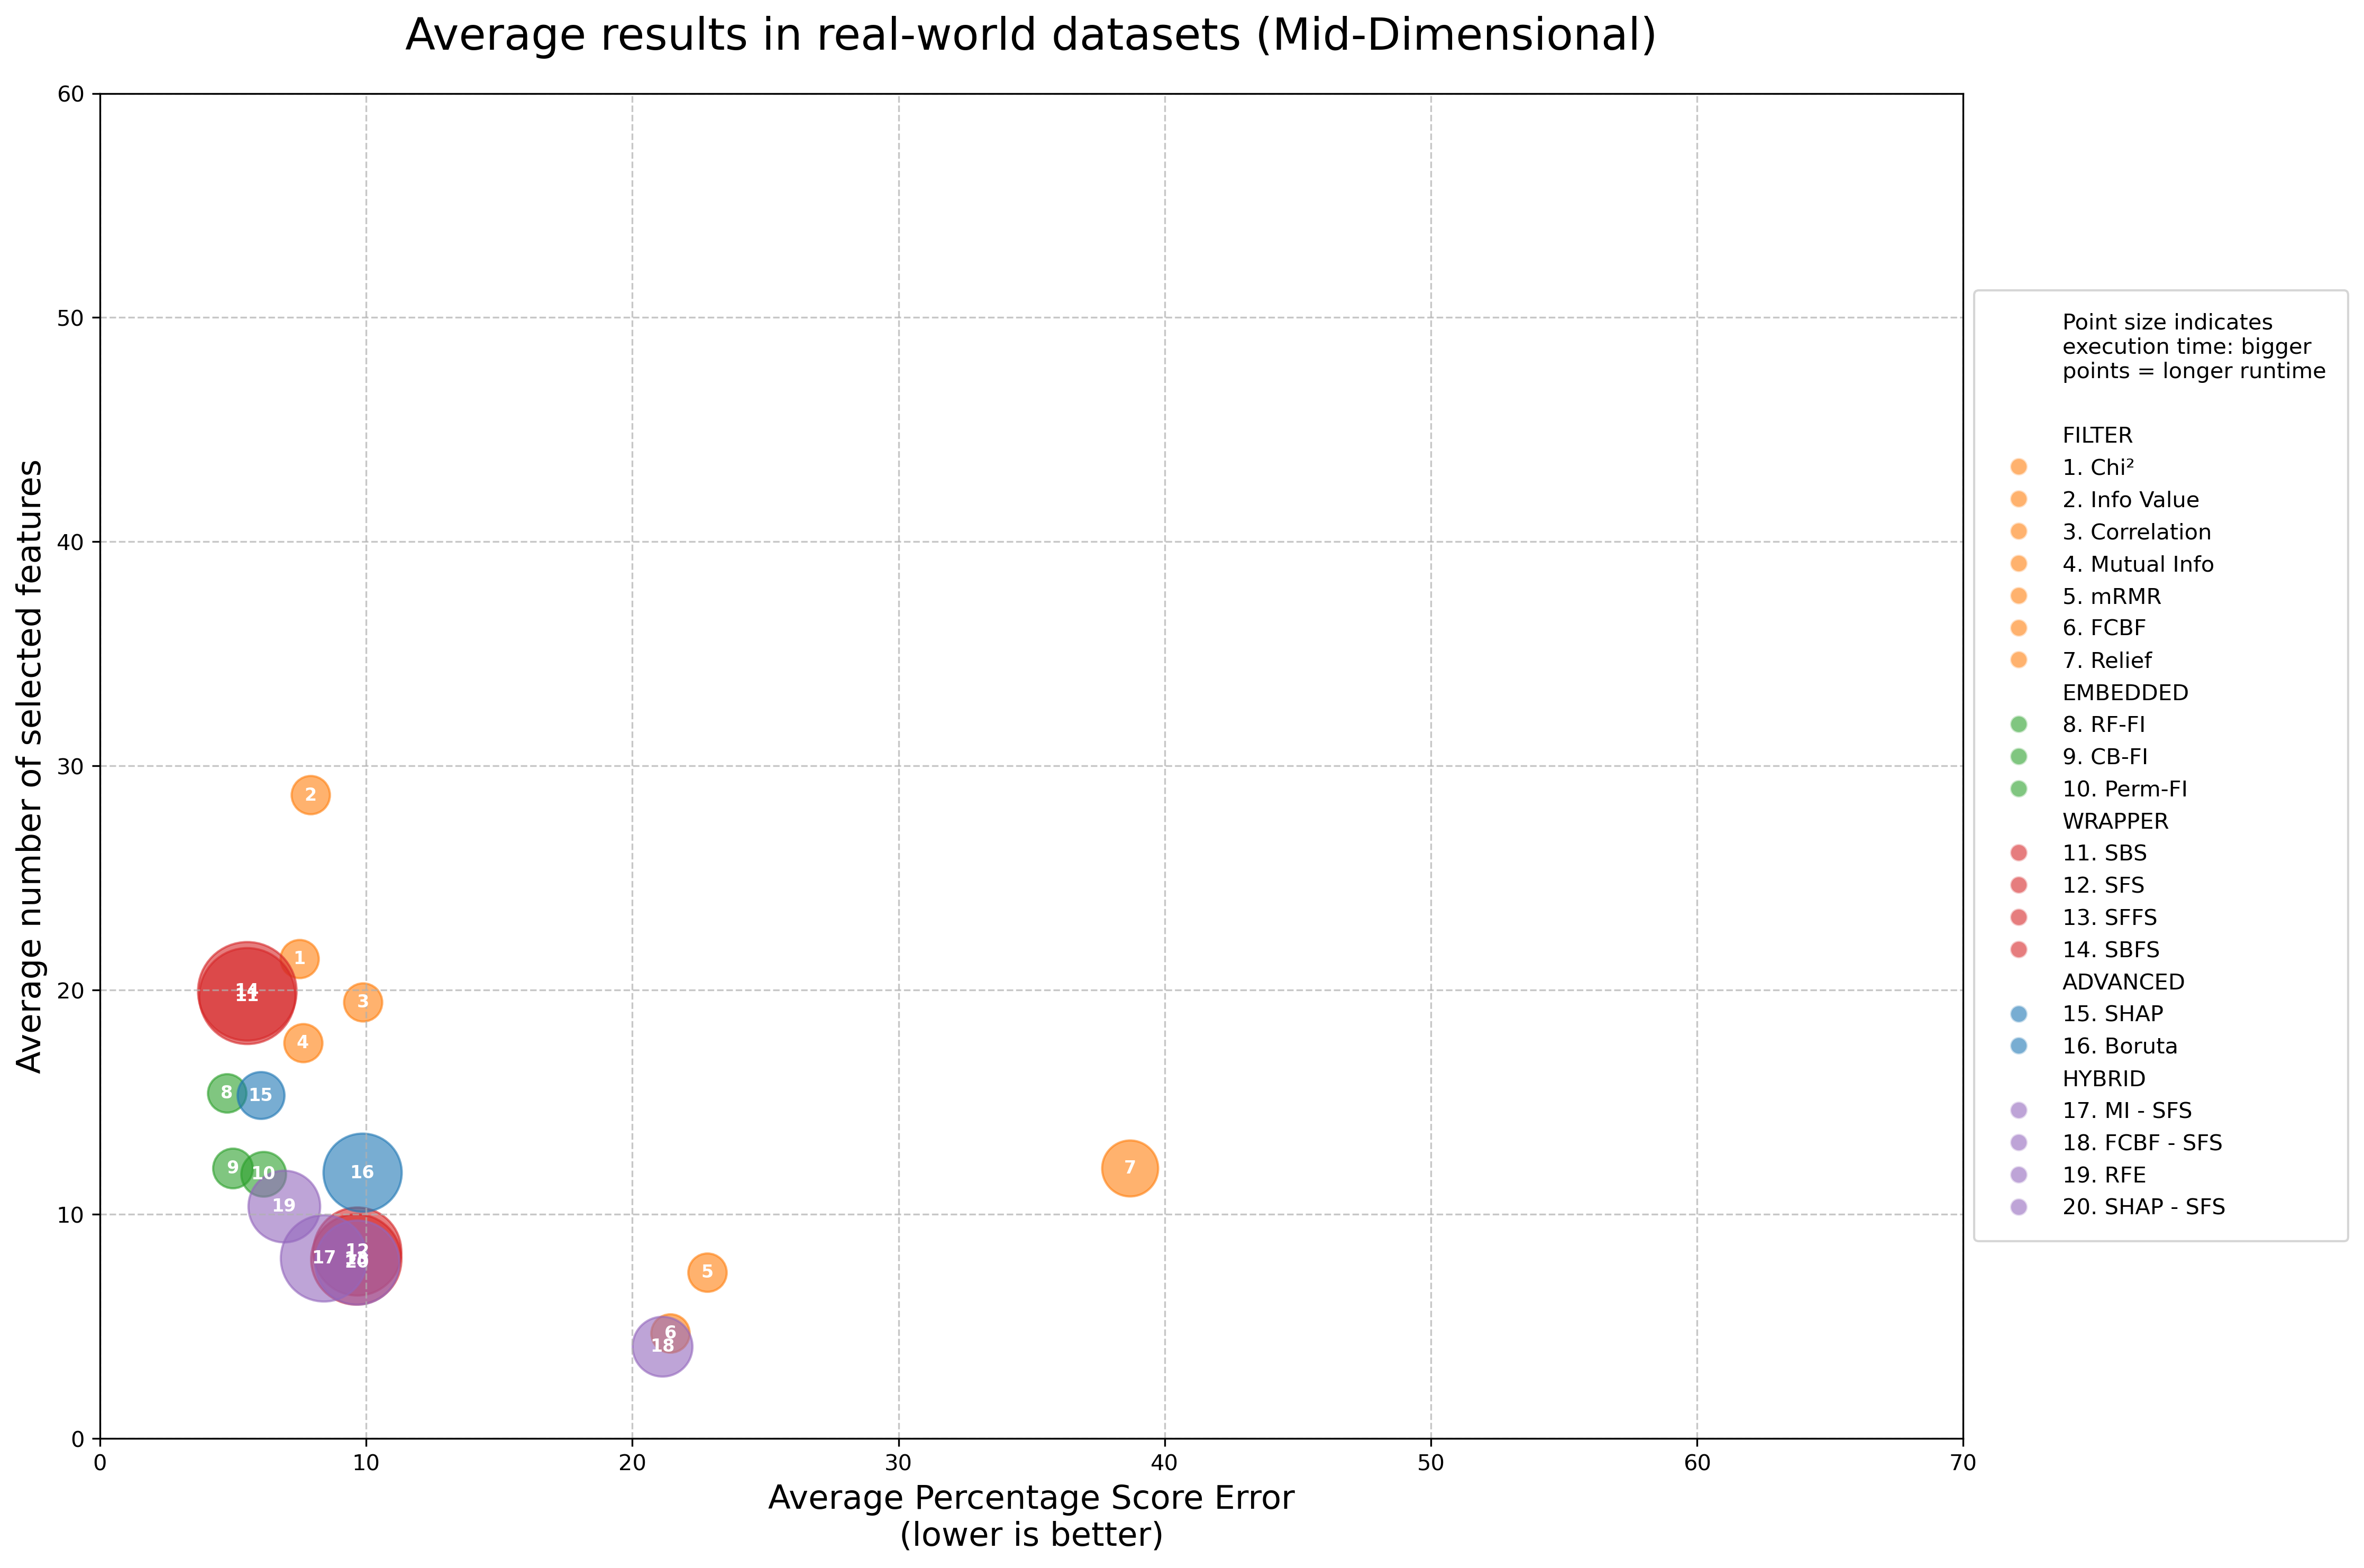 Average results in real-world datasets (Mid-Dimensional)
60
50
40
30
20
10
0
Average number of selected features
2
1
14
11
3
4
8
15
9
10
16
7
19
12
17
20
5
6
18
0
10
20
30
40
50
60
70
Average Percentage Score Error
(lower is better)
Point size indicates
execution time: bigger
points = longer runtime
FILTER
1. Chi²
2. Info Value
3. Correlation
4. Mutual Info
5. mRMR
6. FCBF
7. Relief
EMBEDDED
8. RF-FI
9. CB-FI
10. Perm-FI
WRAPPER
11. SBS
12. SFS
13. SFFS
14. SBFS
ADVANCED
15. SHAP
16. Boruta
HYBRID
17. MI - SFS
18. FCBF - SFS
19. RFE
20. SHAP - SFS